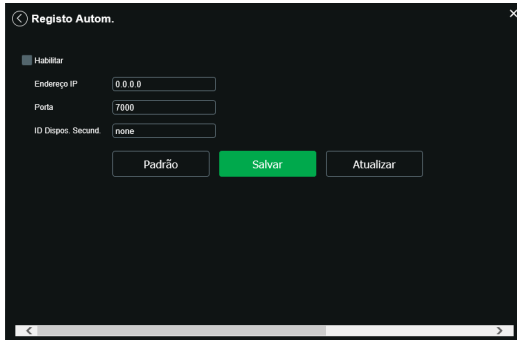 Registo Autom.
Habilitar
Endereço IP 0.0.0.0
Porta 7000
ID Dispos. Secund. none
Padrão Salvar Atualizar